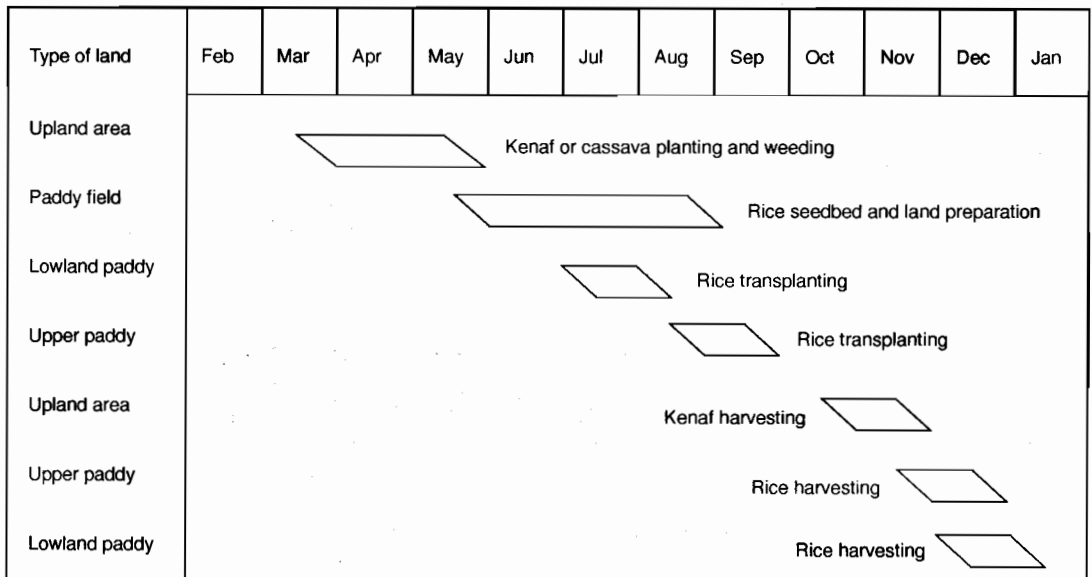 Type of land Feb Mar Apr May Jun Jul Aug Sep Oct Nov Dec Jan
Upland area Kenaf or cassava planting and weeding
Paddy field Rice seedbed and land preparation
Lowland paddy Rice transplanting
Upper paddy Rice transplanting
Upland area Kenaf harvesting
Upper paddy Rice harvesting
Lowland paddy Rice harvesting